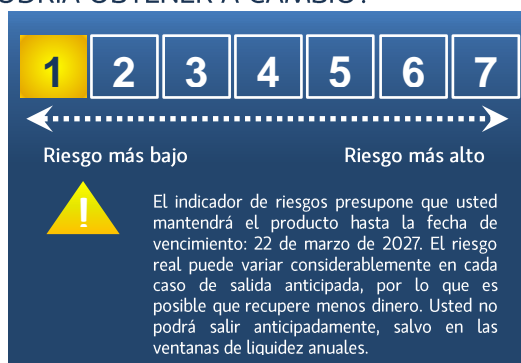 ODRÍA OBTENER A CAMBIO?
1 2 3 4 5 6 7
Riesgo más bajo Riesgo más alto
!
El indicador de riesgos presupone que usted
mantendrá el producto hasta la fecha de
vencimiento: 22 de marzo de 2027. El riesgo
real puede variar considerablemente en cada
caso de salida anticipada, por lo que es
posible que recupere menos dinero. Usted no
podrá salir anticipadamente, salvo en las
ventanas de liquidez anuales.